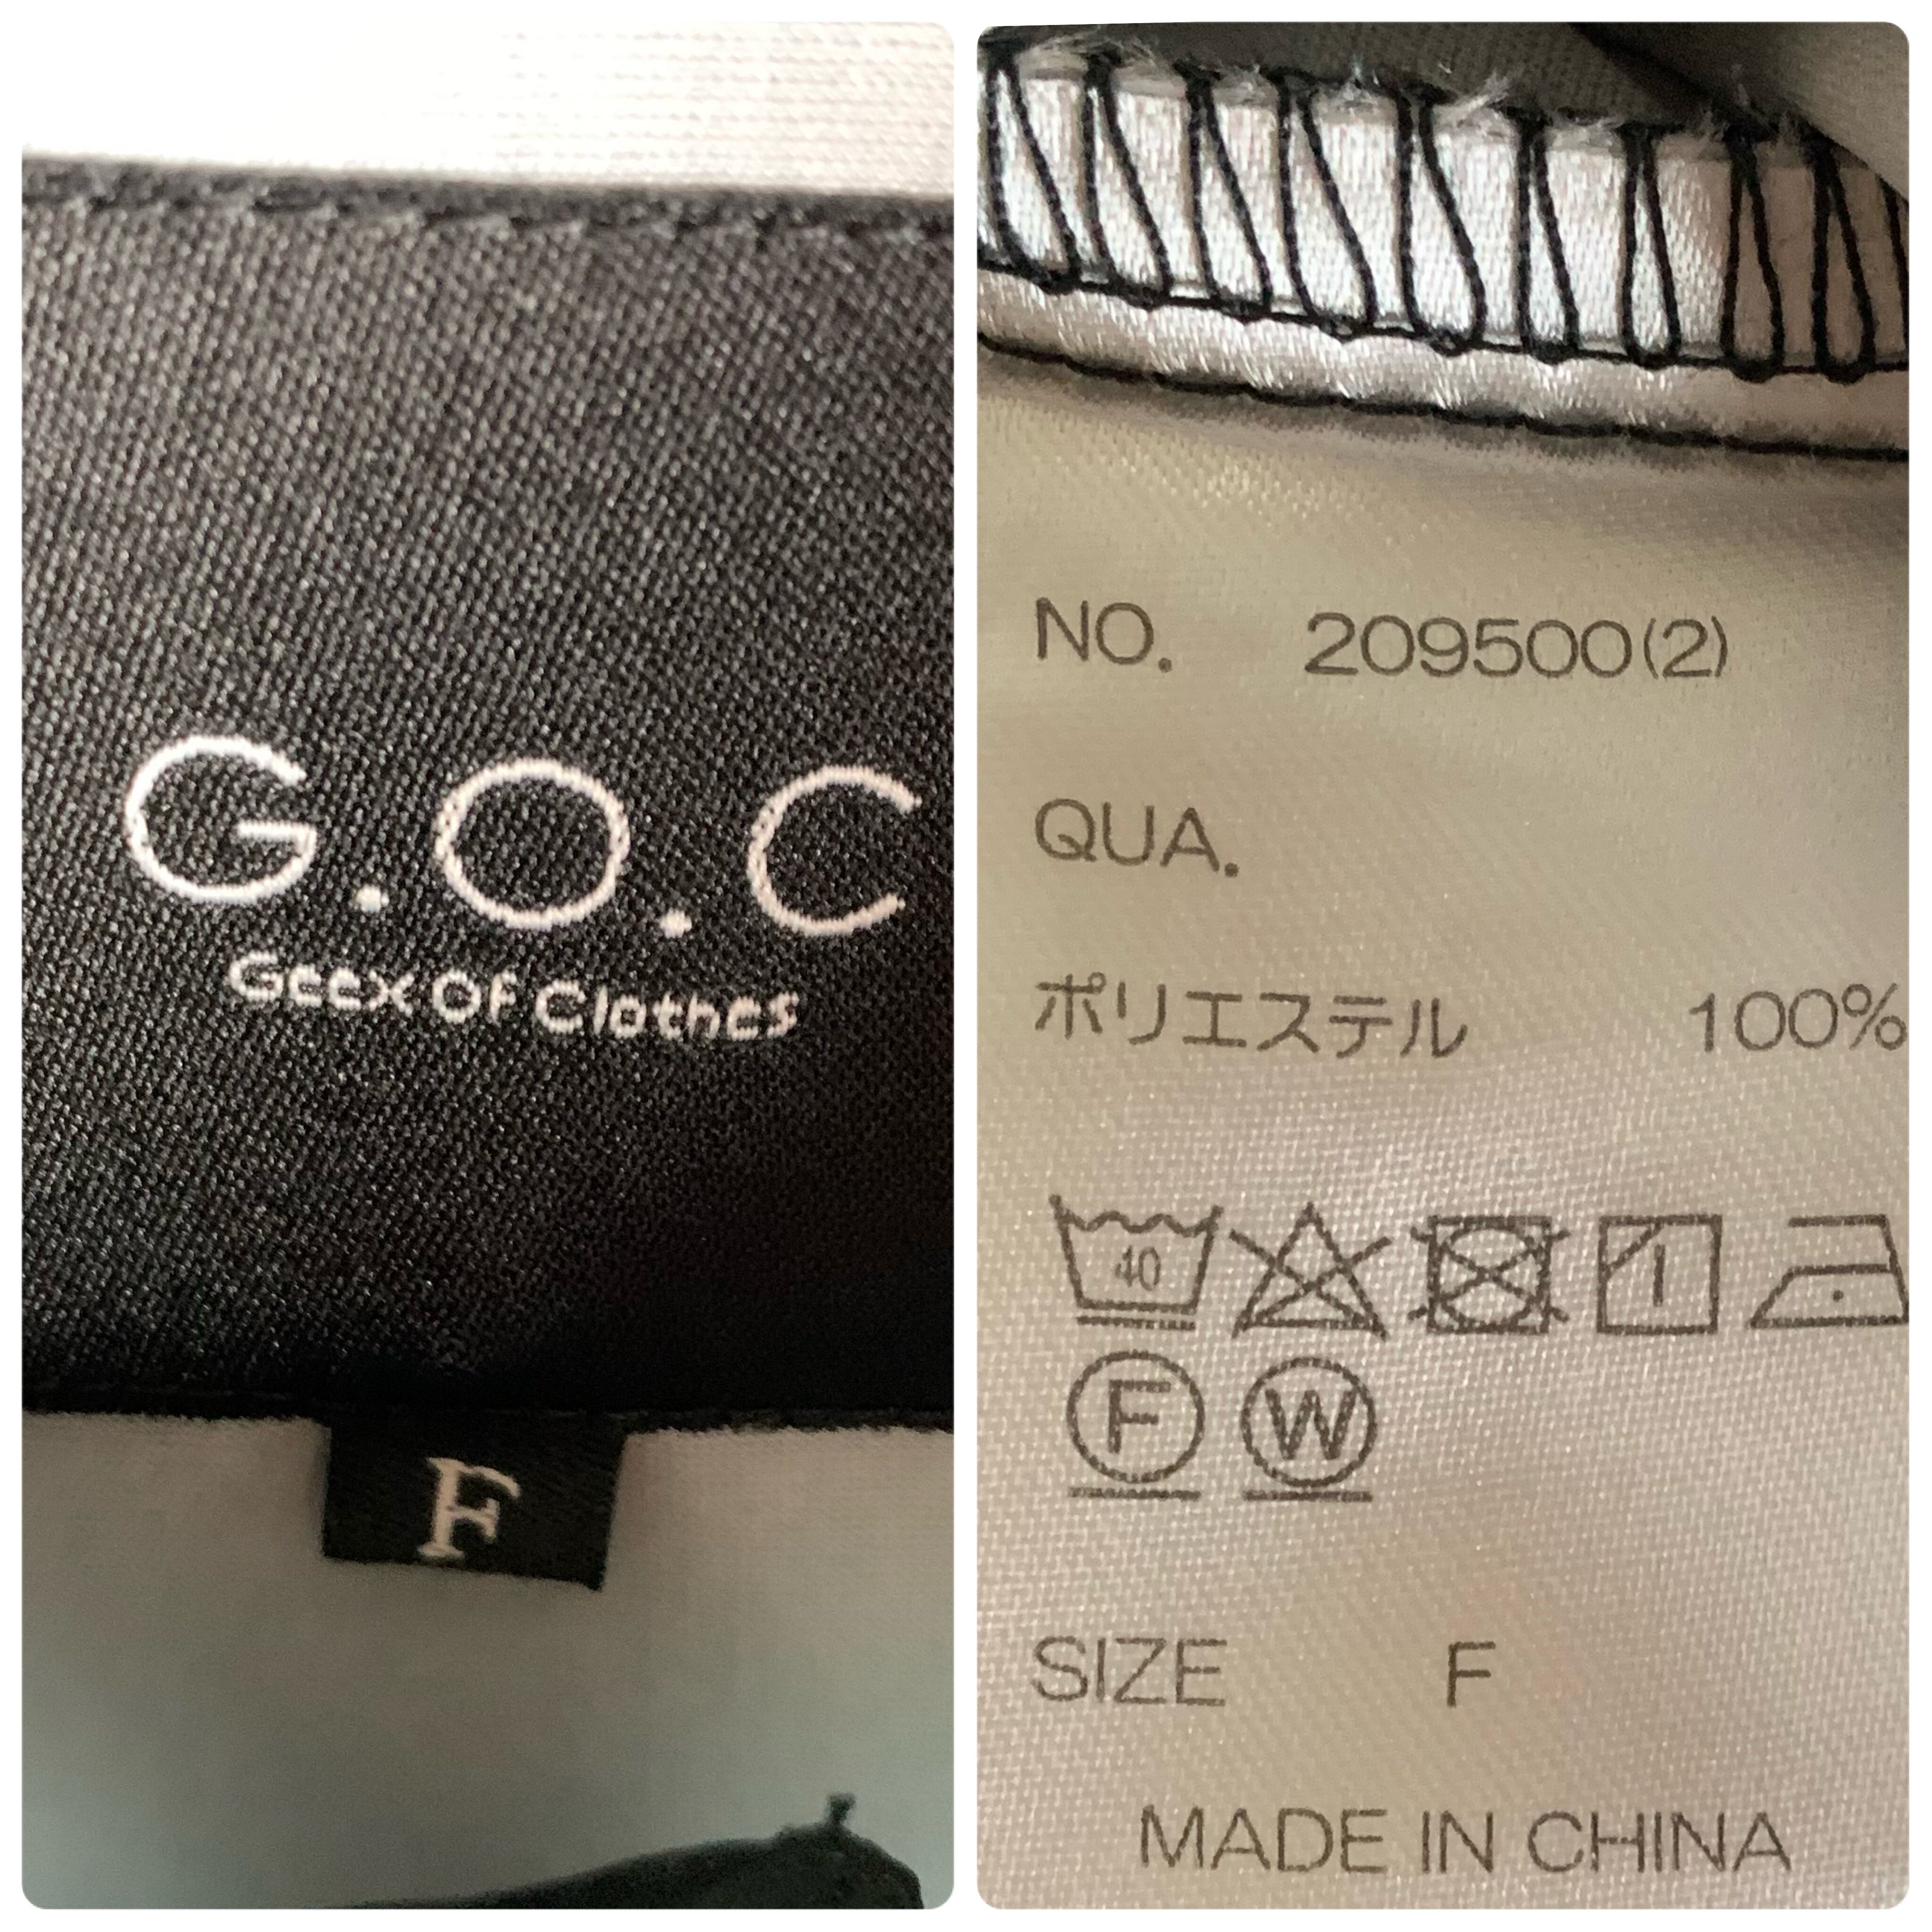 G.O.C
Geex Of Clothes
F
NO. 209500(2)
QUA.
ポリエステル 100%
40
F W
SIZE F
MADE IN CHINA